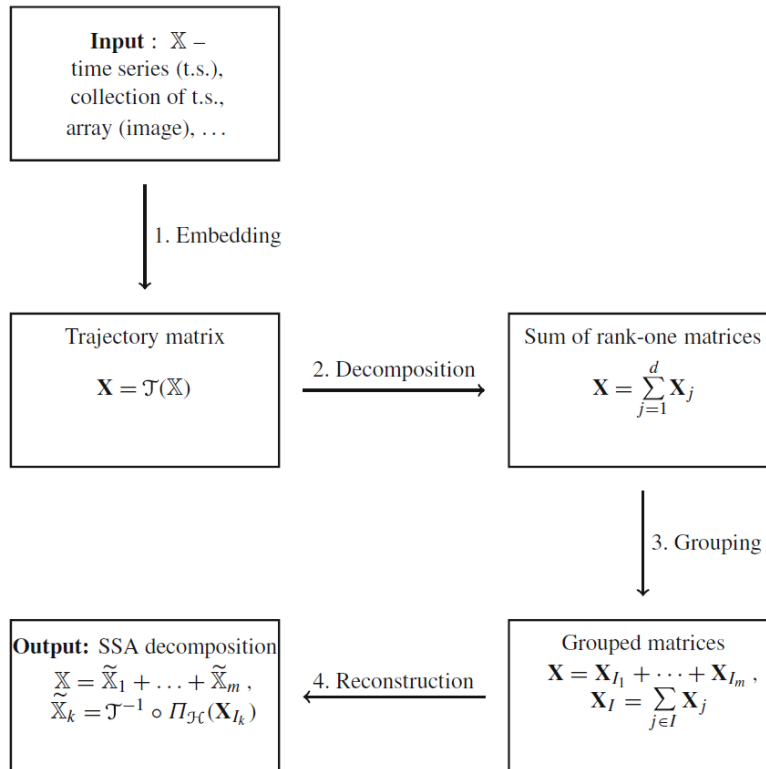 Input : 𝕏 –
time series (t.s.),
collection of t.s.,
array (image), …
1. Embedding
Trajectory matrix
𝐗 = 𝒯(𝕏)
2. Decomposition
Sum of rank-one matrices
𝐗 = ∑_{j=1}^{d} 𝐗_j
3. Grouping
Grouped matrices
𝐗 = 𝐗_{I_1} + ⋯ + 𝐗_{I_m} ,
𝐗_I = ∑_{j∈I} 𝐗_j
4. Reconstruction
Output: SSA decomposition
𝕏 = 𝕏̃_1 + … + 𝕏̃_m ,
𝕏̃_k = 𝒯^{−1} ∘ Π_ℋ(𝐗_{I_k})